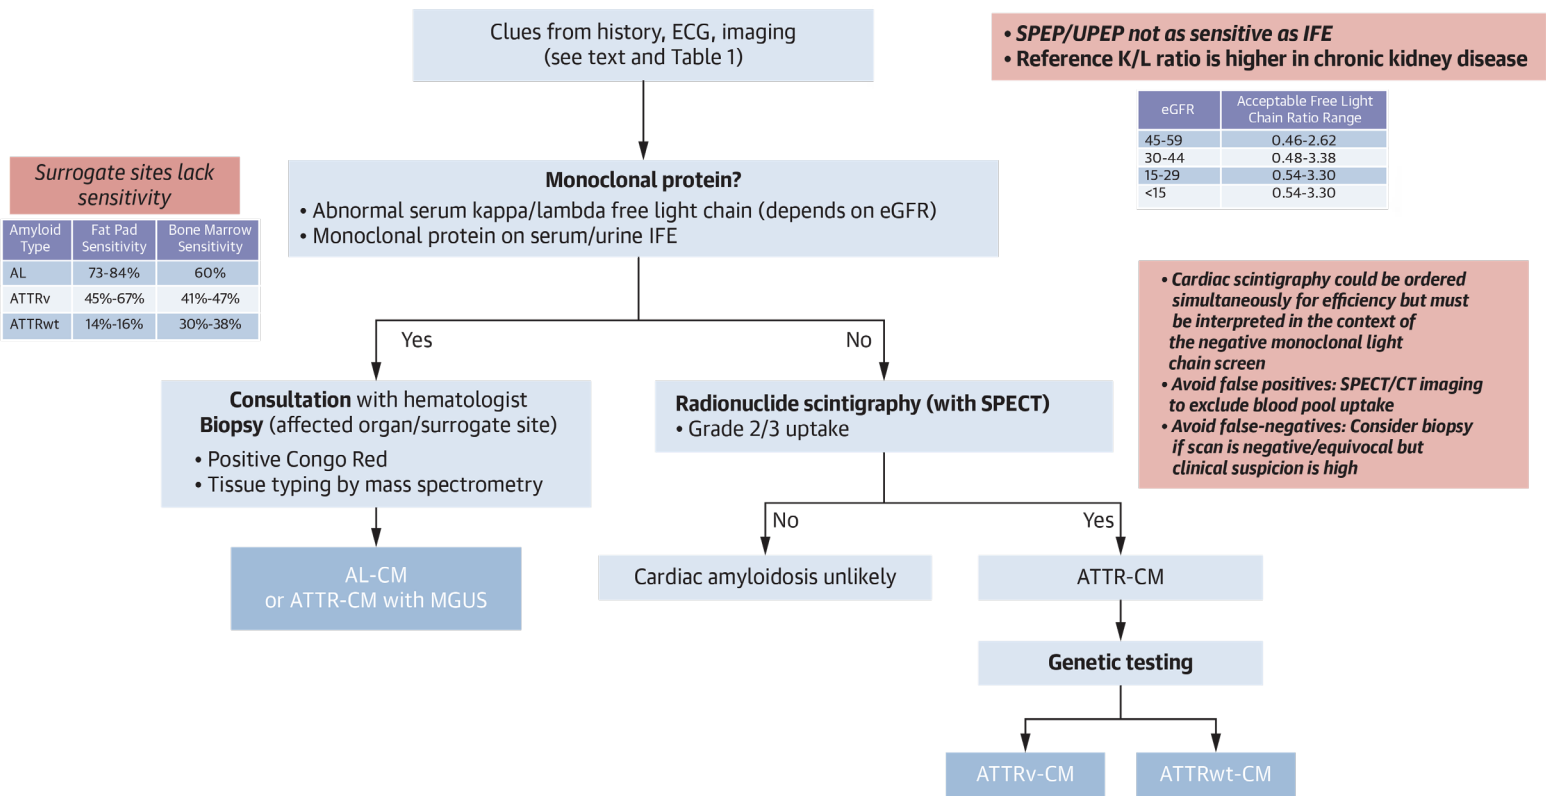 Clues from history, ECG, imaging
(see text and Table 1)
• SPEP/UPEP not as sensitive as IFE
• Reference K/L ratio is higher in chronic kidney disease
eGFR
Acceptable Free Light
Chain Ratio Range
45-59 0.46-2.62
30-44 0.48-3.38
15-29 0.54-3.30
<15 0.54-3.30
Surrogate sites lack
sensitivity
Amyloid
Type
Fat Pad
Sensitivity
Bone Marrow
Sensitivity
AL 73-84% 60%
ATTRv 45%-67% 41%-47%
ATTRwt 14%-16% 30%-38%
Monoclonal protein?
• Abnormal serum kappa/lambda free light chain (depends on eGFR)
• Monoclonal protein on serum/urine IFE
Yes
No
• Cardiac scintigraphy could be ordered
simultaneously for efficiency but must
be interpreted in the context of
the negative monoclonal light
chain screen
• Avoid false positives: SPECT/CT imaging
to exclude blood pool uptake
• Avoid false-negatives: Consider biopsy
if scan is negative/equivocal but
clinical suspicion is high
Consultation with hematologist
Biopsy (affected organ/surrogate site)
• Positive Congo Red
• Tissue typing by mass spectrometry
Radionuclide scintigraphy (with SPECT)
• Grade 2/3 uptake
No
Yes
AL-CM
or ATTR-CM with MGUS
Cardiac amyloidosis unlikely
ATTR-CM
Genetic testing
ATTRv-CM
ATTRwt-CM